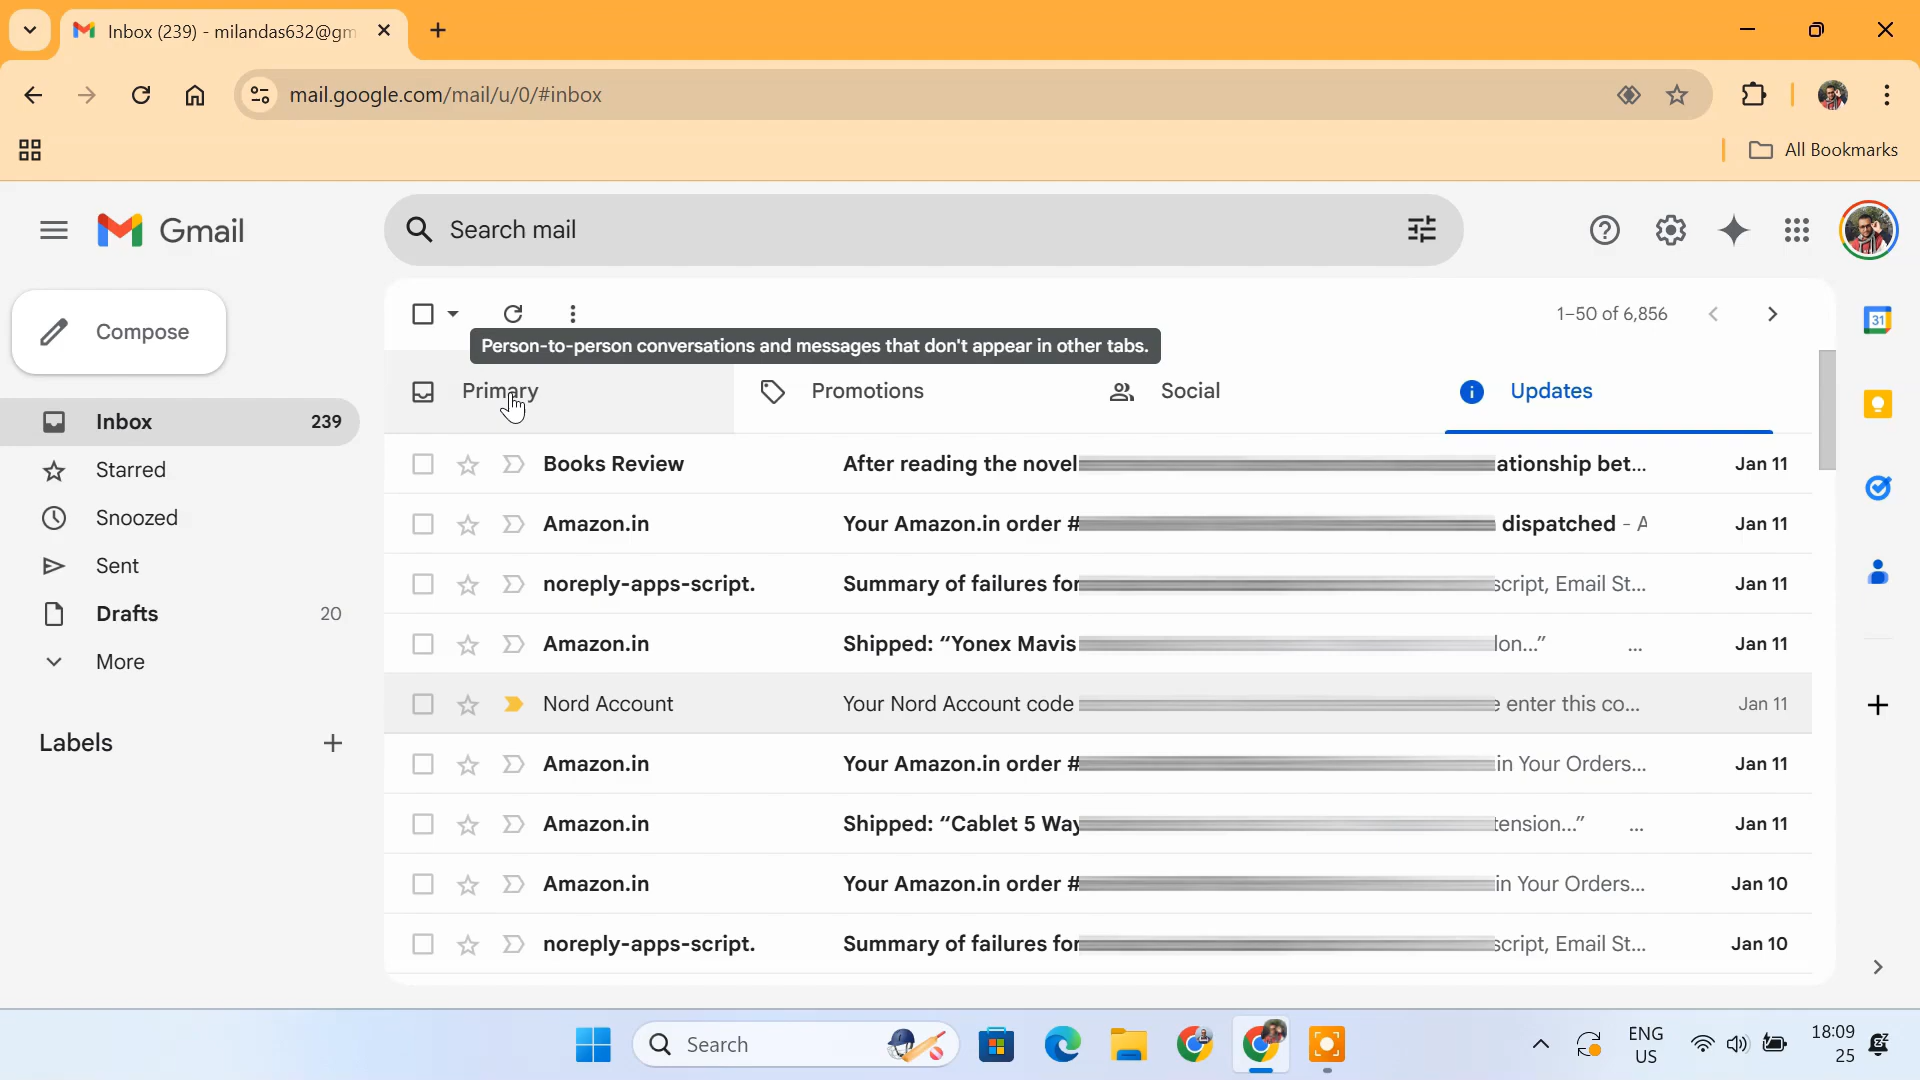 Inbox (239) - milandas632@gm
mail.google.com/mail/u/0/#inbox
All Bookmarks
Gmail
Search mail
Compose
1–50 of 6,856
Person-to-person conversations and messages that don't appear in other tabs.
Primary
Promotions
Social
Updates
Inbox 239
Starred
Snoozed
Sent
Drafts 20
More
Labels
Books Review After reading the novel ationship bet... Jan 11
Amazon.in Your Amazon.in order # dispatched - A Jan 11
noreply-apps-script. Summary of failures for script, Email St... Jan 11
Amazon.in Shipped: “Yonex Mavis lon...” ... Jan 11
Nord Account Your Nord Account code enter this co... Jan 11
Amazon.in Your Amazon.in order # in Your Orders... Jan 11
Amazon.in Shipped: “Cablet 5 Way tension...” ... Jan 11
Amazon.in Your Amazon.in order # in Your Orders... Jan 10
noreply-apps-script. Summary of failures for script, Email St... Jan 10
31
Search
ENG
US
18:09
25